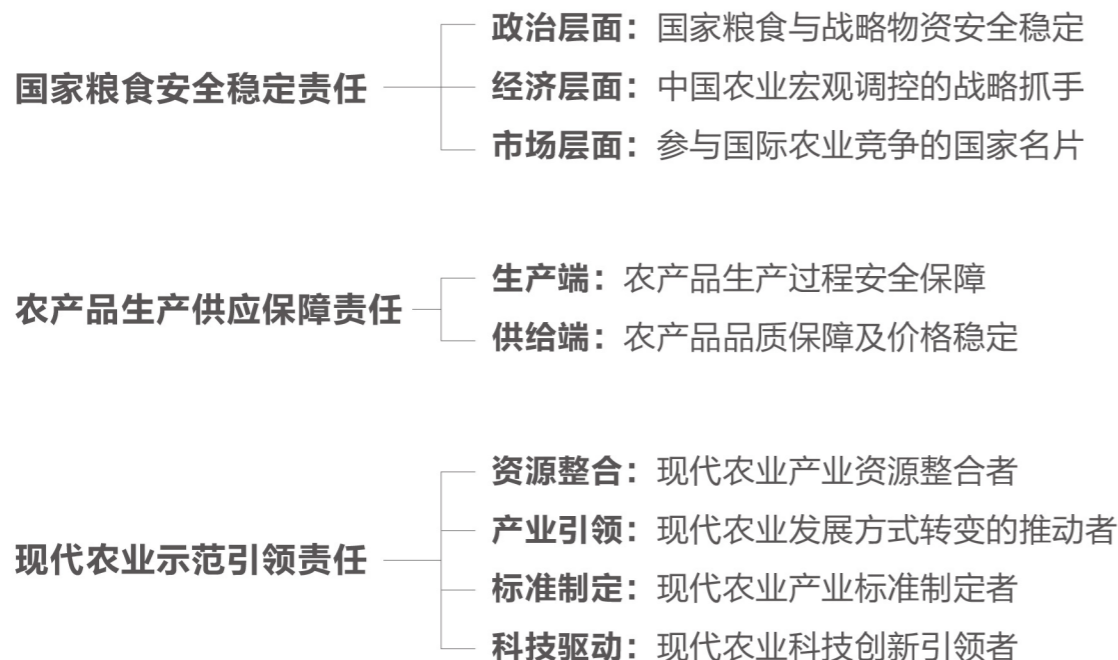 国家粮食安全稳定责任
政治层面：国家粮食与战略物资安全稳定
经济层面：中国农业宏观调控的战略抓手
市场层面：参与国际农业竞争的国家名片
农产品生产供应保障责任
生产端：农产品生产过程安全保障
供给端：农产品品质保障及价格稳定
现代农业示范引领责任
资源整合：现代农业产业资源整合者
产业引领：现代农业发展方式转变的推动者
标准制定：现代农业产业标准制定者
科技驱动：现代农业科技创新引领者